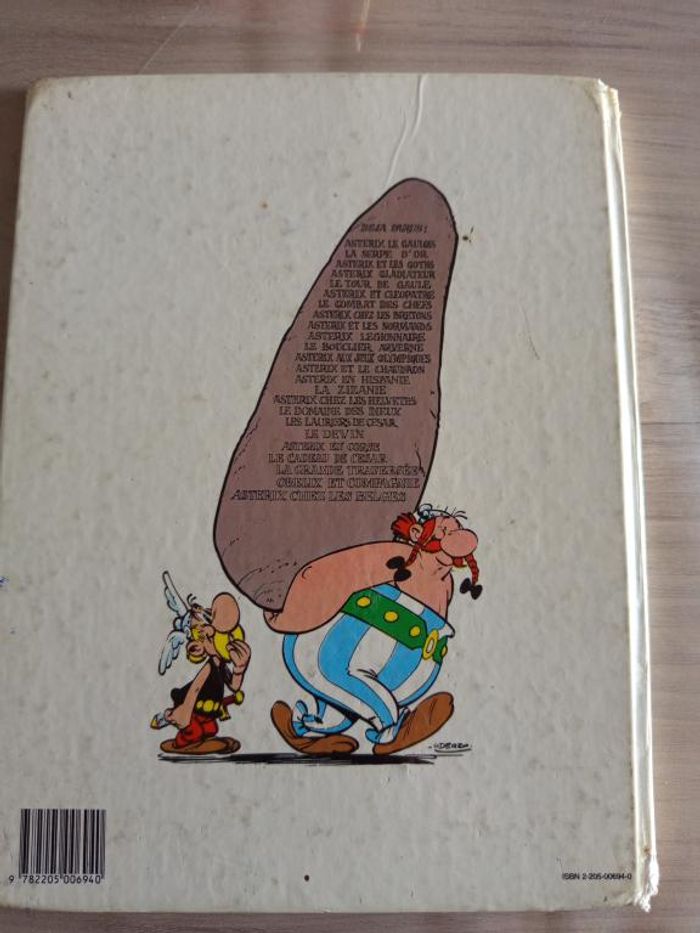 DEJA PARUS :
ASTERIX LE GAULOIS
LA SERPE D'OR
ASTERIX ET LES GOTHS
ASTERIX GLADIATEUR
LE TOUR DE GAULE
ASTERIX ET CLEOPATRE
LE COMBAT DES CHEFS
ASTERIX CHEZ LES BRETONS
ASTERIX ET LES NORMANDS
ASTERIX LEGIONNAIRE
LE BOUCLIER ARVERNE
ASTERIX AUX JEUX OLYMPIQUES
ASTERIX ET LE CHAUDRON
ASTERIX EN HISPANIE
LA ZIZANIE
ASTERIX CHEZ LES HELVETES
LE DOMAINE DES DIEUX
LES LAURIERS DE CESAR
LE DEVIN
ASTERIX EN CORSE
LE CADEAU DE CESAR
LA GRANDE TRAVERSÉE
OBELIX ET COMPAGNIE
ASTERIX CHEZ LES BELGES
UDERZO
9 782205 006940
ISBN 2-205-00694-0